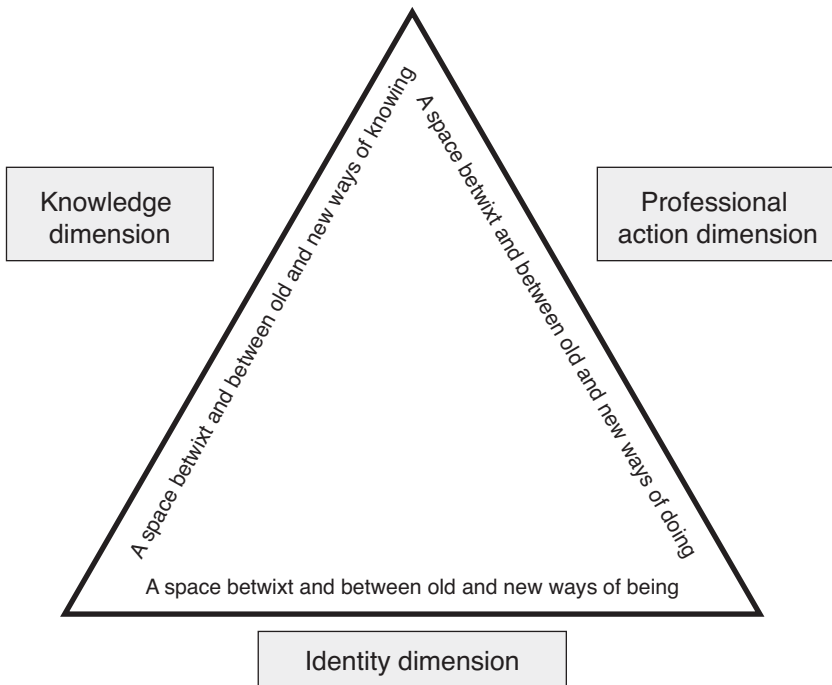 A space betwixt and between old and new ways of knowing
A space betwixt and between old and new ways of doing
Knowledge
dimension
Professional
action dimension
A space betwixt and between old and new ways of being
Identity dimension